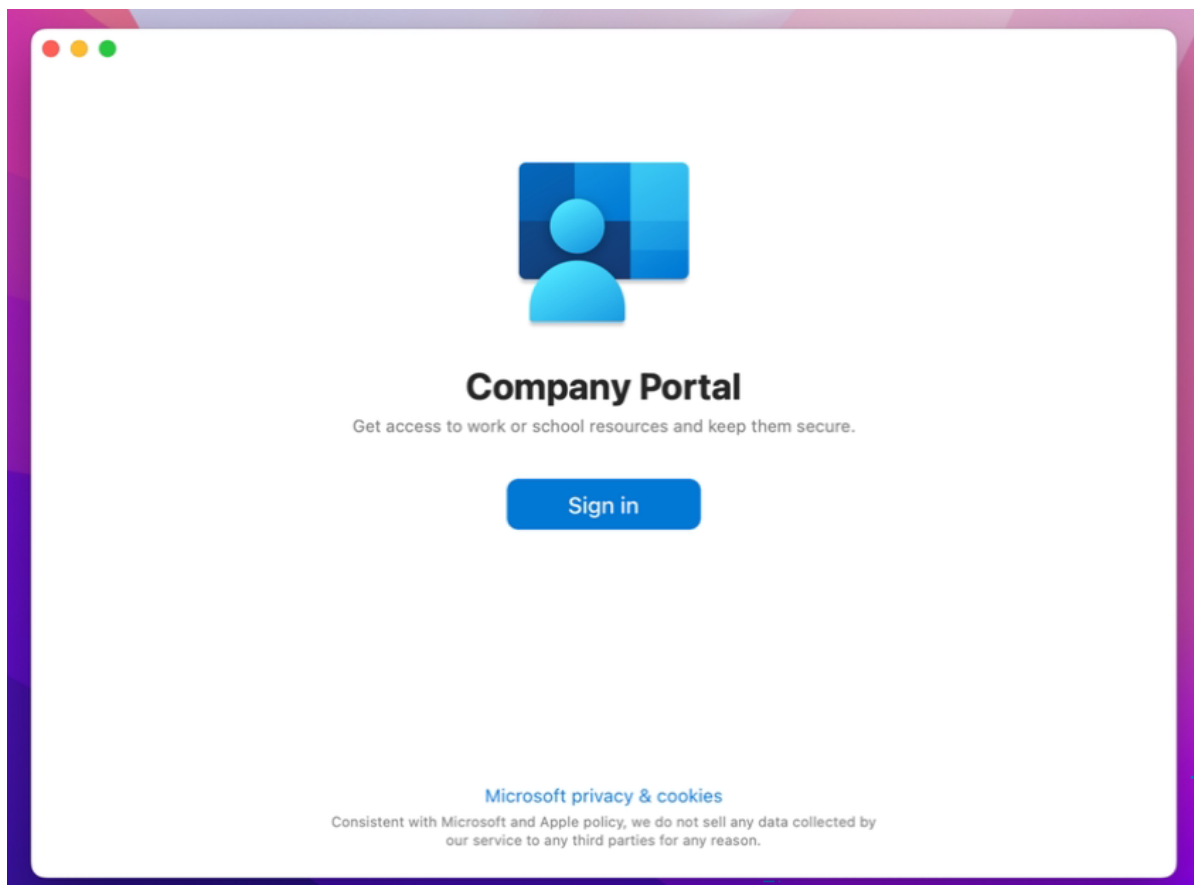 Company Portal
Get access to work or school resources and keep them secure.
Sign in
Microsoft privacy & cookies
Consistent with Microsoft and Apple policy, we do not sell any data collected by
our service to any third parties for any reason.